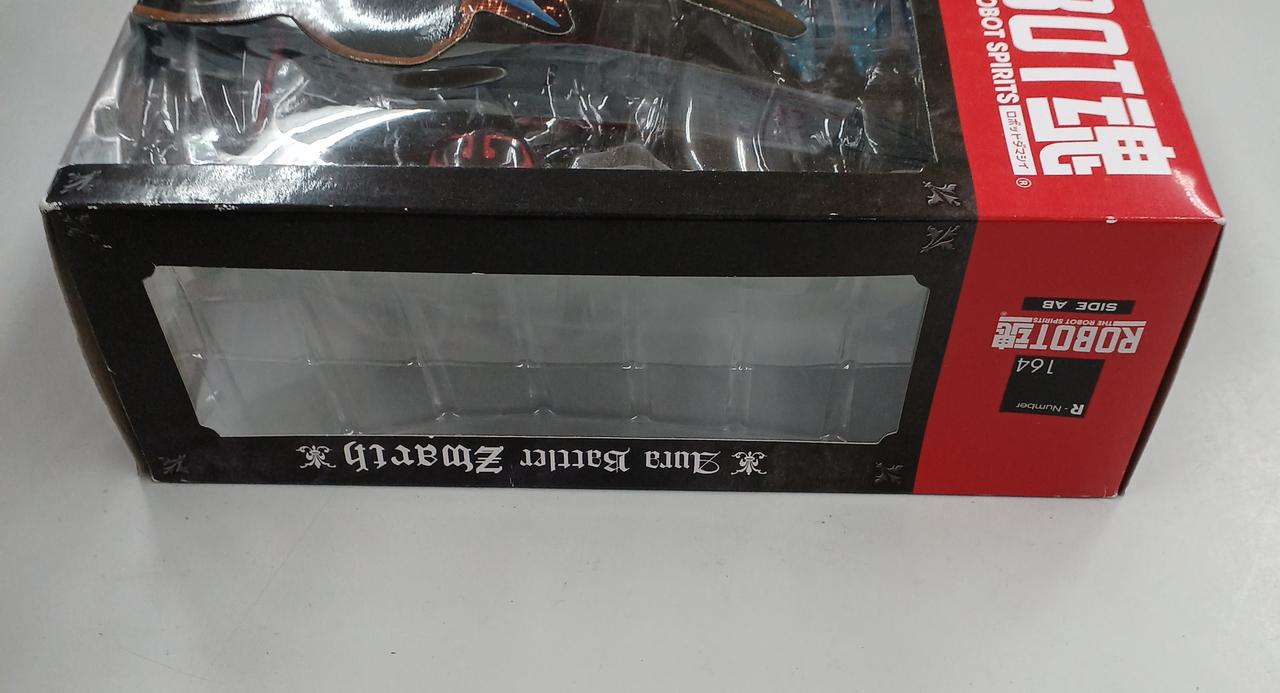 ROBOT魂
ROBOT SPIRITS ロボットダマシイ
®
SIDE AB
ROBOT魂®
THE ROBOT SPIRITS
R-Number
164
Aura Battler Zwarth